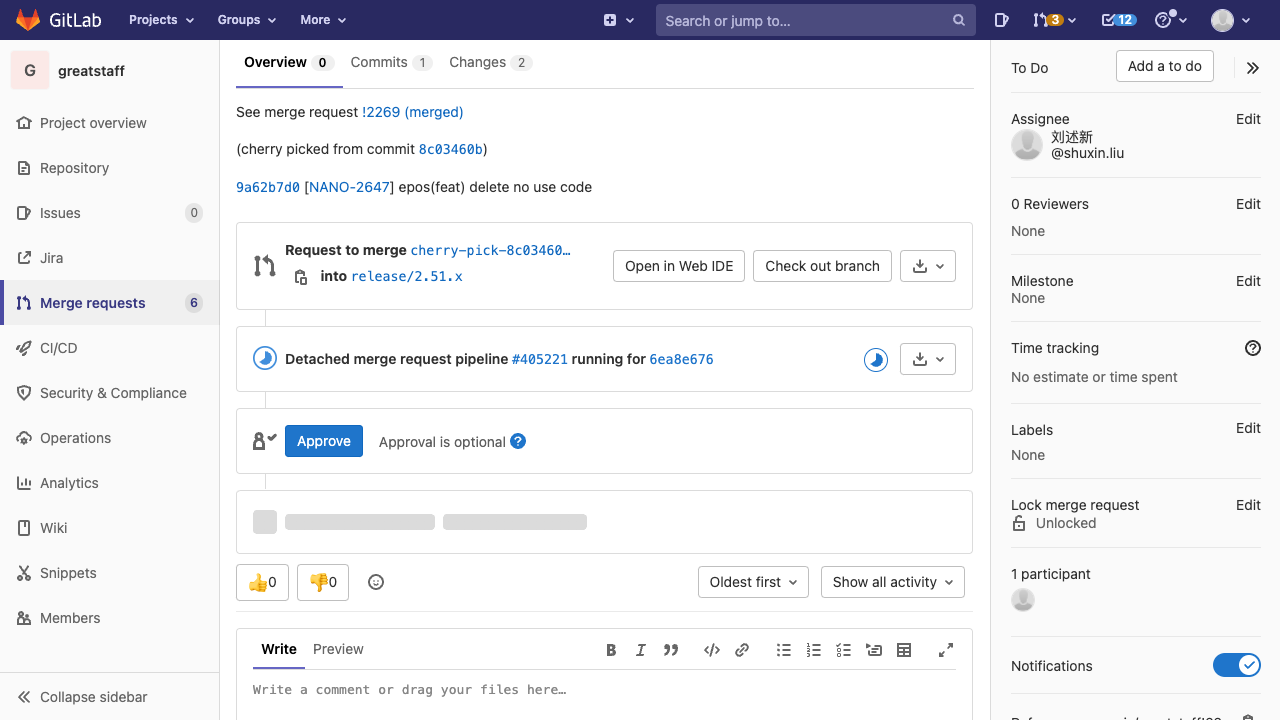 GitLab
Projects
Groups
More
Search or jump to...
3
12
G
greatstaff
Project overview
Repository
Issues
0
Jira
Merge requests
6
CI/CD
Security & Compliance
Operations
Analytics
Wiki
Snippets
Members
Collapse sidebar
Overview 0
Commits 1
Changes 2
See merge request !2269 (merged)
(cherry picked from commit 8c03460b)
9a62b7d0 [NANO-2647] epos(feat) delete no use code
Request to merge cherry-pick-8c03460…
into release/2.51.x
Open in Web IDE
Check out branch
Detached merge request pipeline #405221 running for 6ea8e676
Approve
Approval is optional
👍0
👎0
Oldest first
Show all activity
Write
Preview
Write a comment or drag your files here…
To Do
Add a to do
Assignee
Edit
刘述新
@shuxin.liu
0 Reviewers
Edit
None
Milestone
Edit
None
Time tracking
No estimate or time spent
Labels
Edit
None
Lock merge request
Edit
Unlocked
1 participant
Notifications